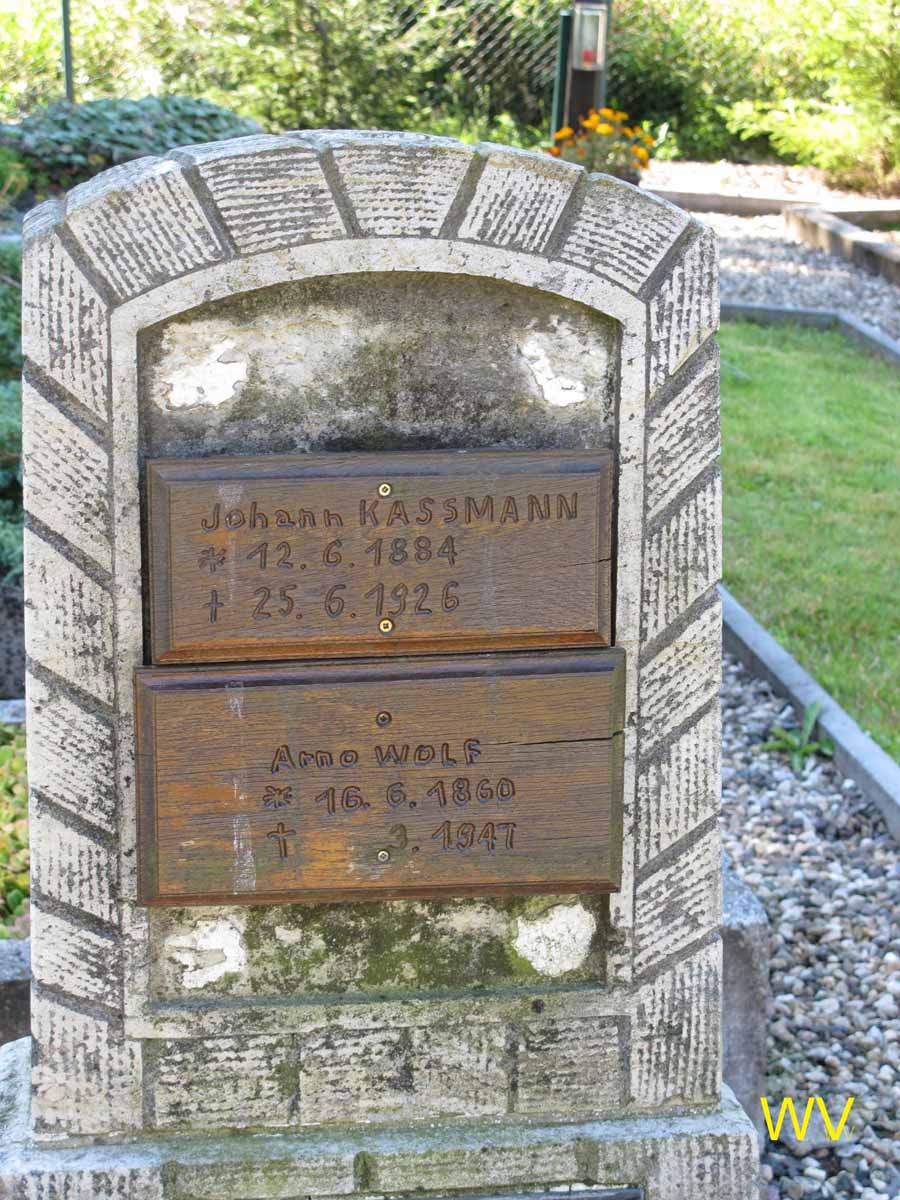 Johann KASSMANN
* 12. 6. 1884
† 25. 6. 1926
Arno WOLF
* 16. 6. 1860
† 3. 1947
WV